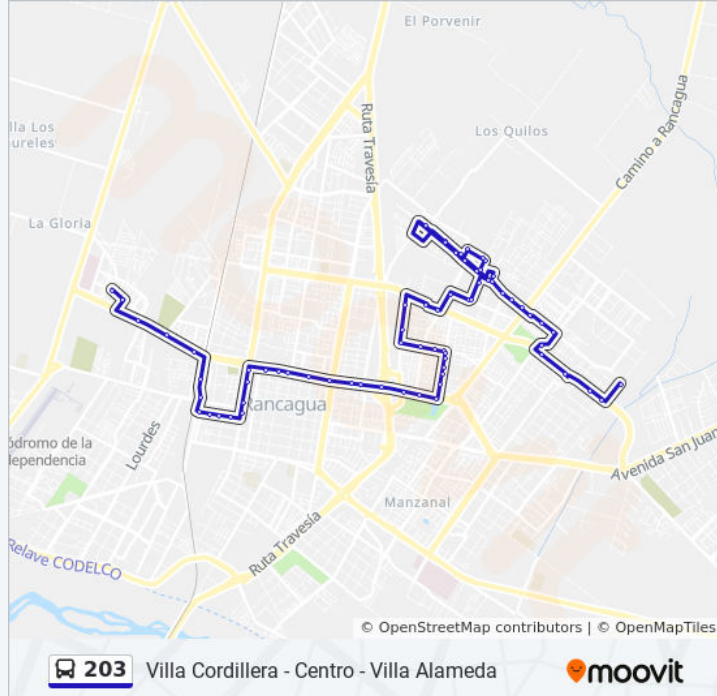 El Porvenir
Camino a Rancagua
Ruta Travesía
lla Los
ureles
Los Quilos
La Gloria
Rancagua
ódromo de la
dependencia
Lourdes
Avenida San Juan
Manzanal
Ruta Travesía
Relave CODELCO
© OpenStreetMap contributors | © OpenMapTiles
203 Villa Cordillera - Centro - Villa Alameda
moovit